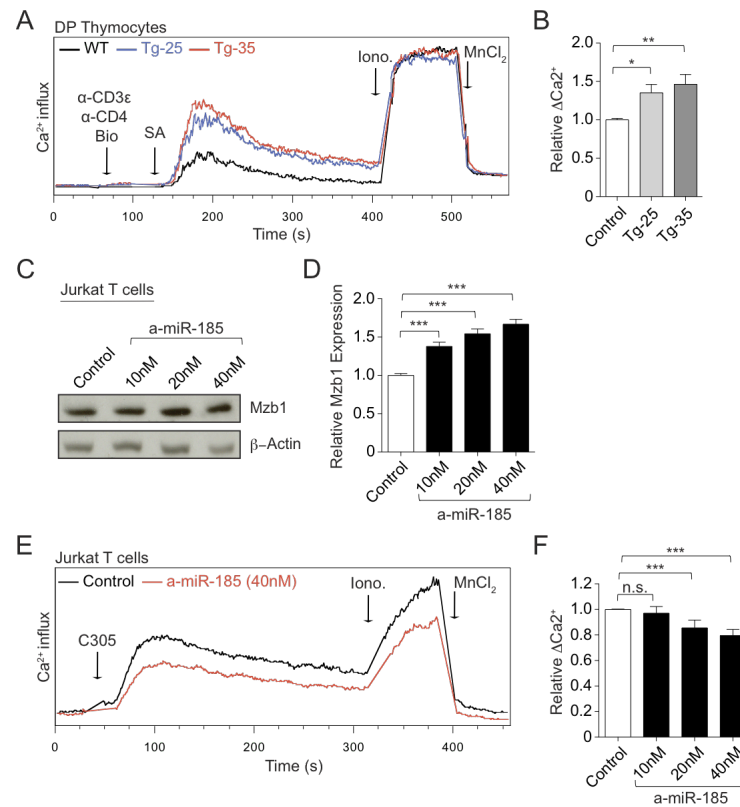 A
DP Thymocytes
WT Tg-25 Tg-35
Iono.
MnCl2
α-CD3ε
α-CD4
Bio
SA
Ca2+ influx
0 100 200 300 400 500
Time (s)
B
** 
*
Relative ΔCa2+
2.0
1.5
1.0
0.5
0
Control
Tg-25
Tg-35
C
Jurkat T cells
a-miR-185
Control
10nM
20nM
40nM
Mzb1
β–Actin
D
***
***
***
Relative Mzb1 Expression
2.0
1.5
1.0
0.5
0
Control
10nM
20nM
40nM
a-miR-185
E
Jurkat T cells
Control a-miR-185 (40nM)
Iono.
MnCl2
C305
Ca2+ influx
0 100 200 300 400
Time (s)
F
***
***
n.s.
Relative ΔCa2+
1.2
1.0
0.8
0.6
0.4
0.2
0
Control
10nM
20nM
40nM
a-miR-185